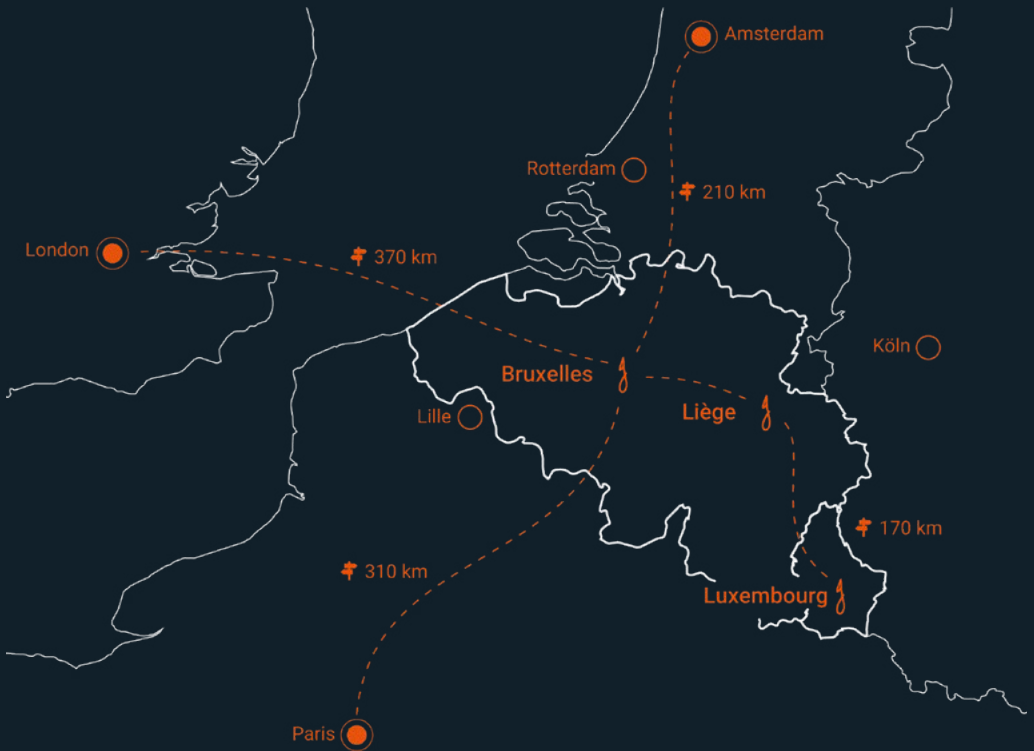 Amsterdam
Rotterdam
210 km
London
370 km
Köln
Bruxelles
Liège
Lille
170 km
310 km
Luxembourg
Paris